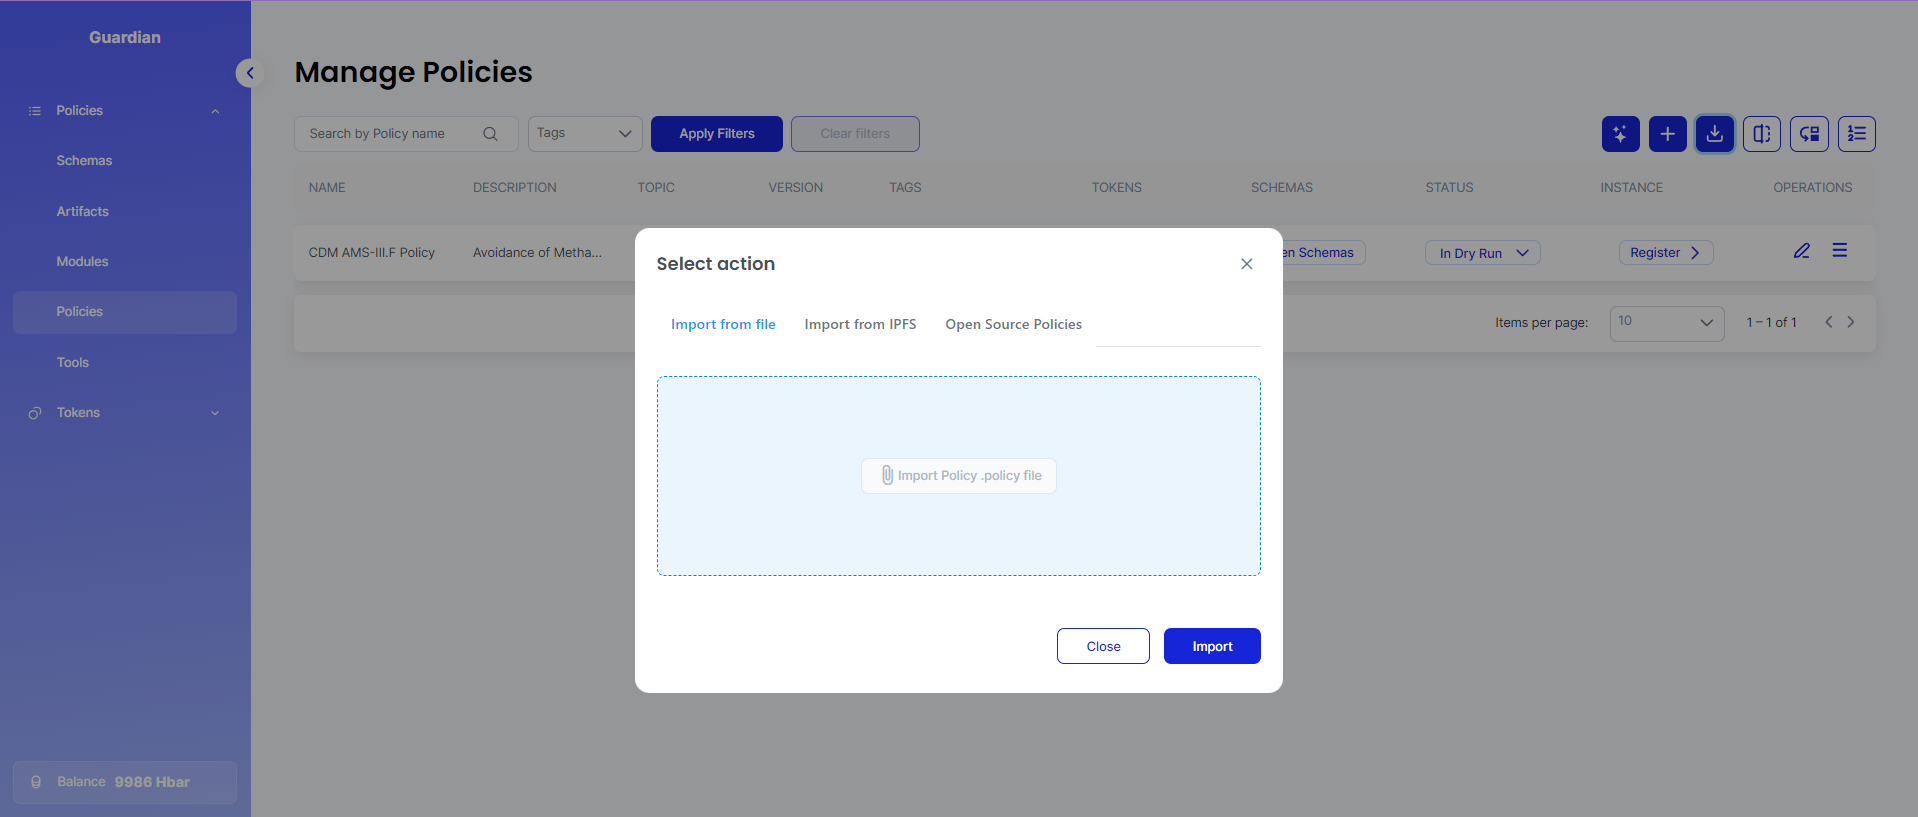 Guardian
Policies
Schemas
Artifacts
Modules
Policies
Tools
Tokens
Balance 9986 Hbar
Manage Policies
Search by Policy name Tags Apply Filters Clear filters
NAME DESCRIPTION TOPIC VERSION TAGS TOKENS SCHEMAS STATUS INSTANCE OPERATIONS
CDM AMS-III.F Policy Avoidance of Metha... en Schemas In Dry Run Register
Items per page: 10 1 – 1 of 1
Select action
Import from file Import from IPFS Open Source Policies
Import Policy .policy file
Close Import